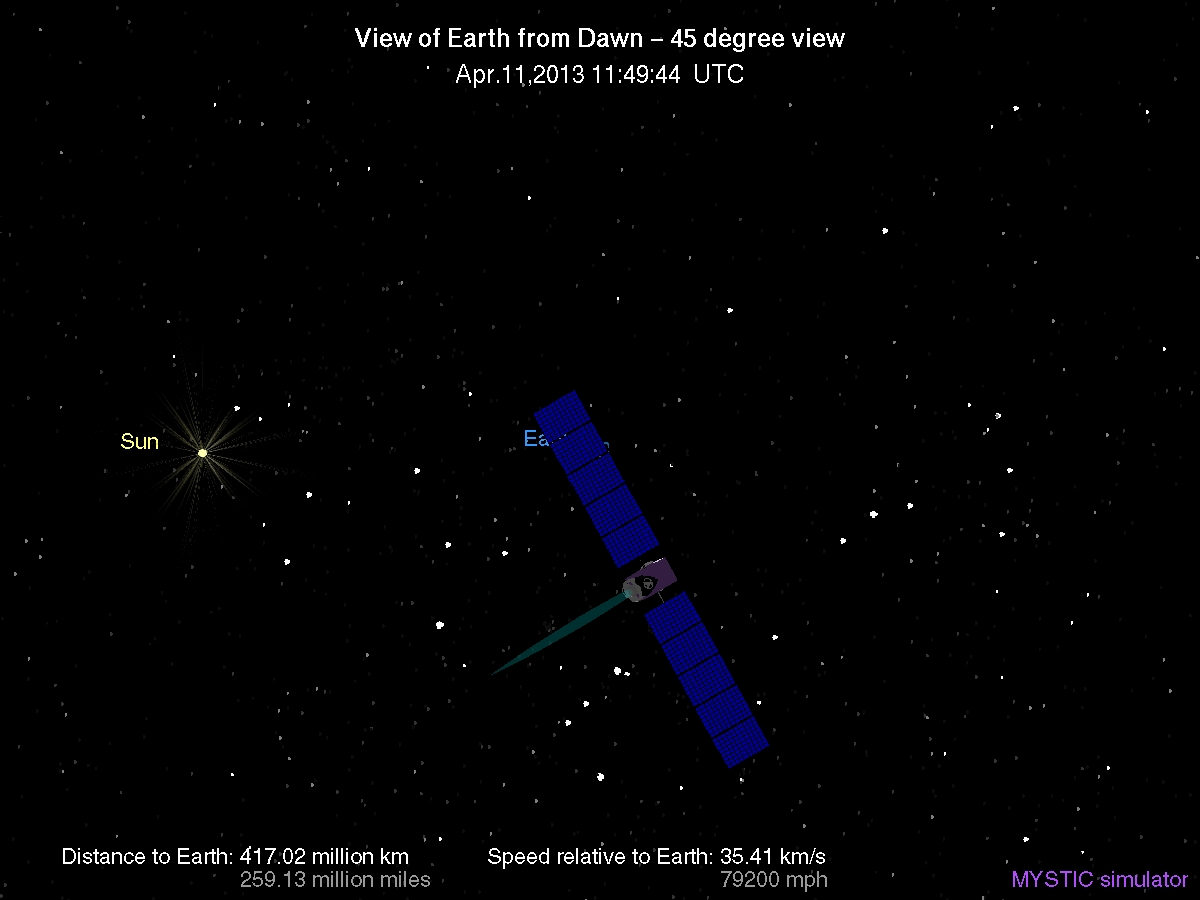 View of Earth from Dawn – 45 degree view
Apr.11,2013 11:49:44 UTC
Sun
Distance to Earth: 417.02 million km
259.13 million miles
Speed relative to Earth: 35.41 km/s
79200 mph
MYSTIC simulator